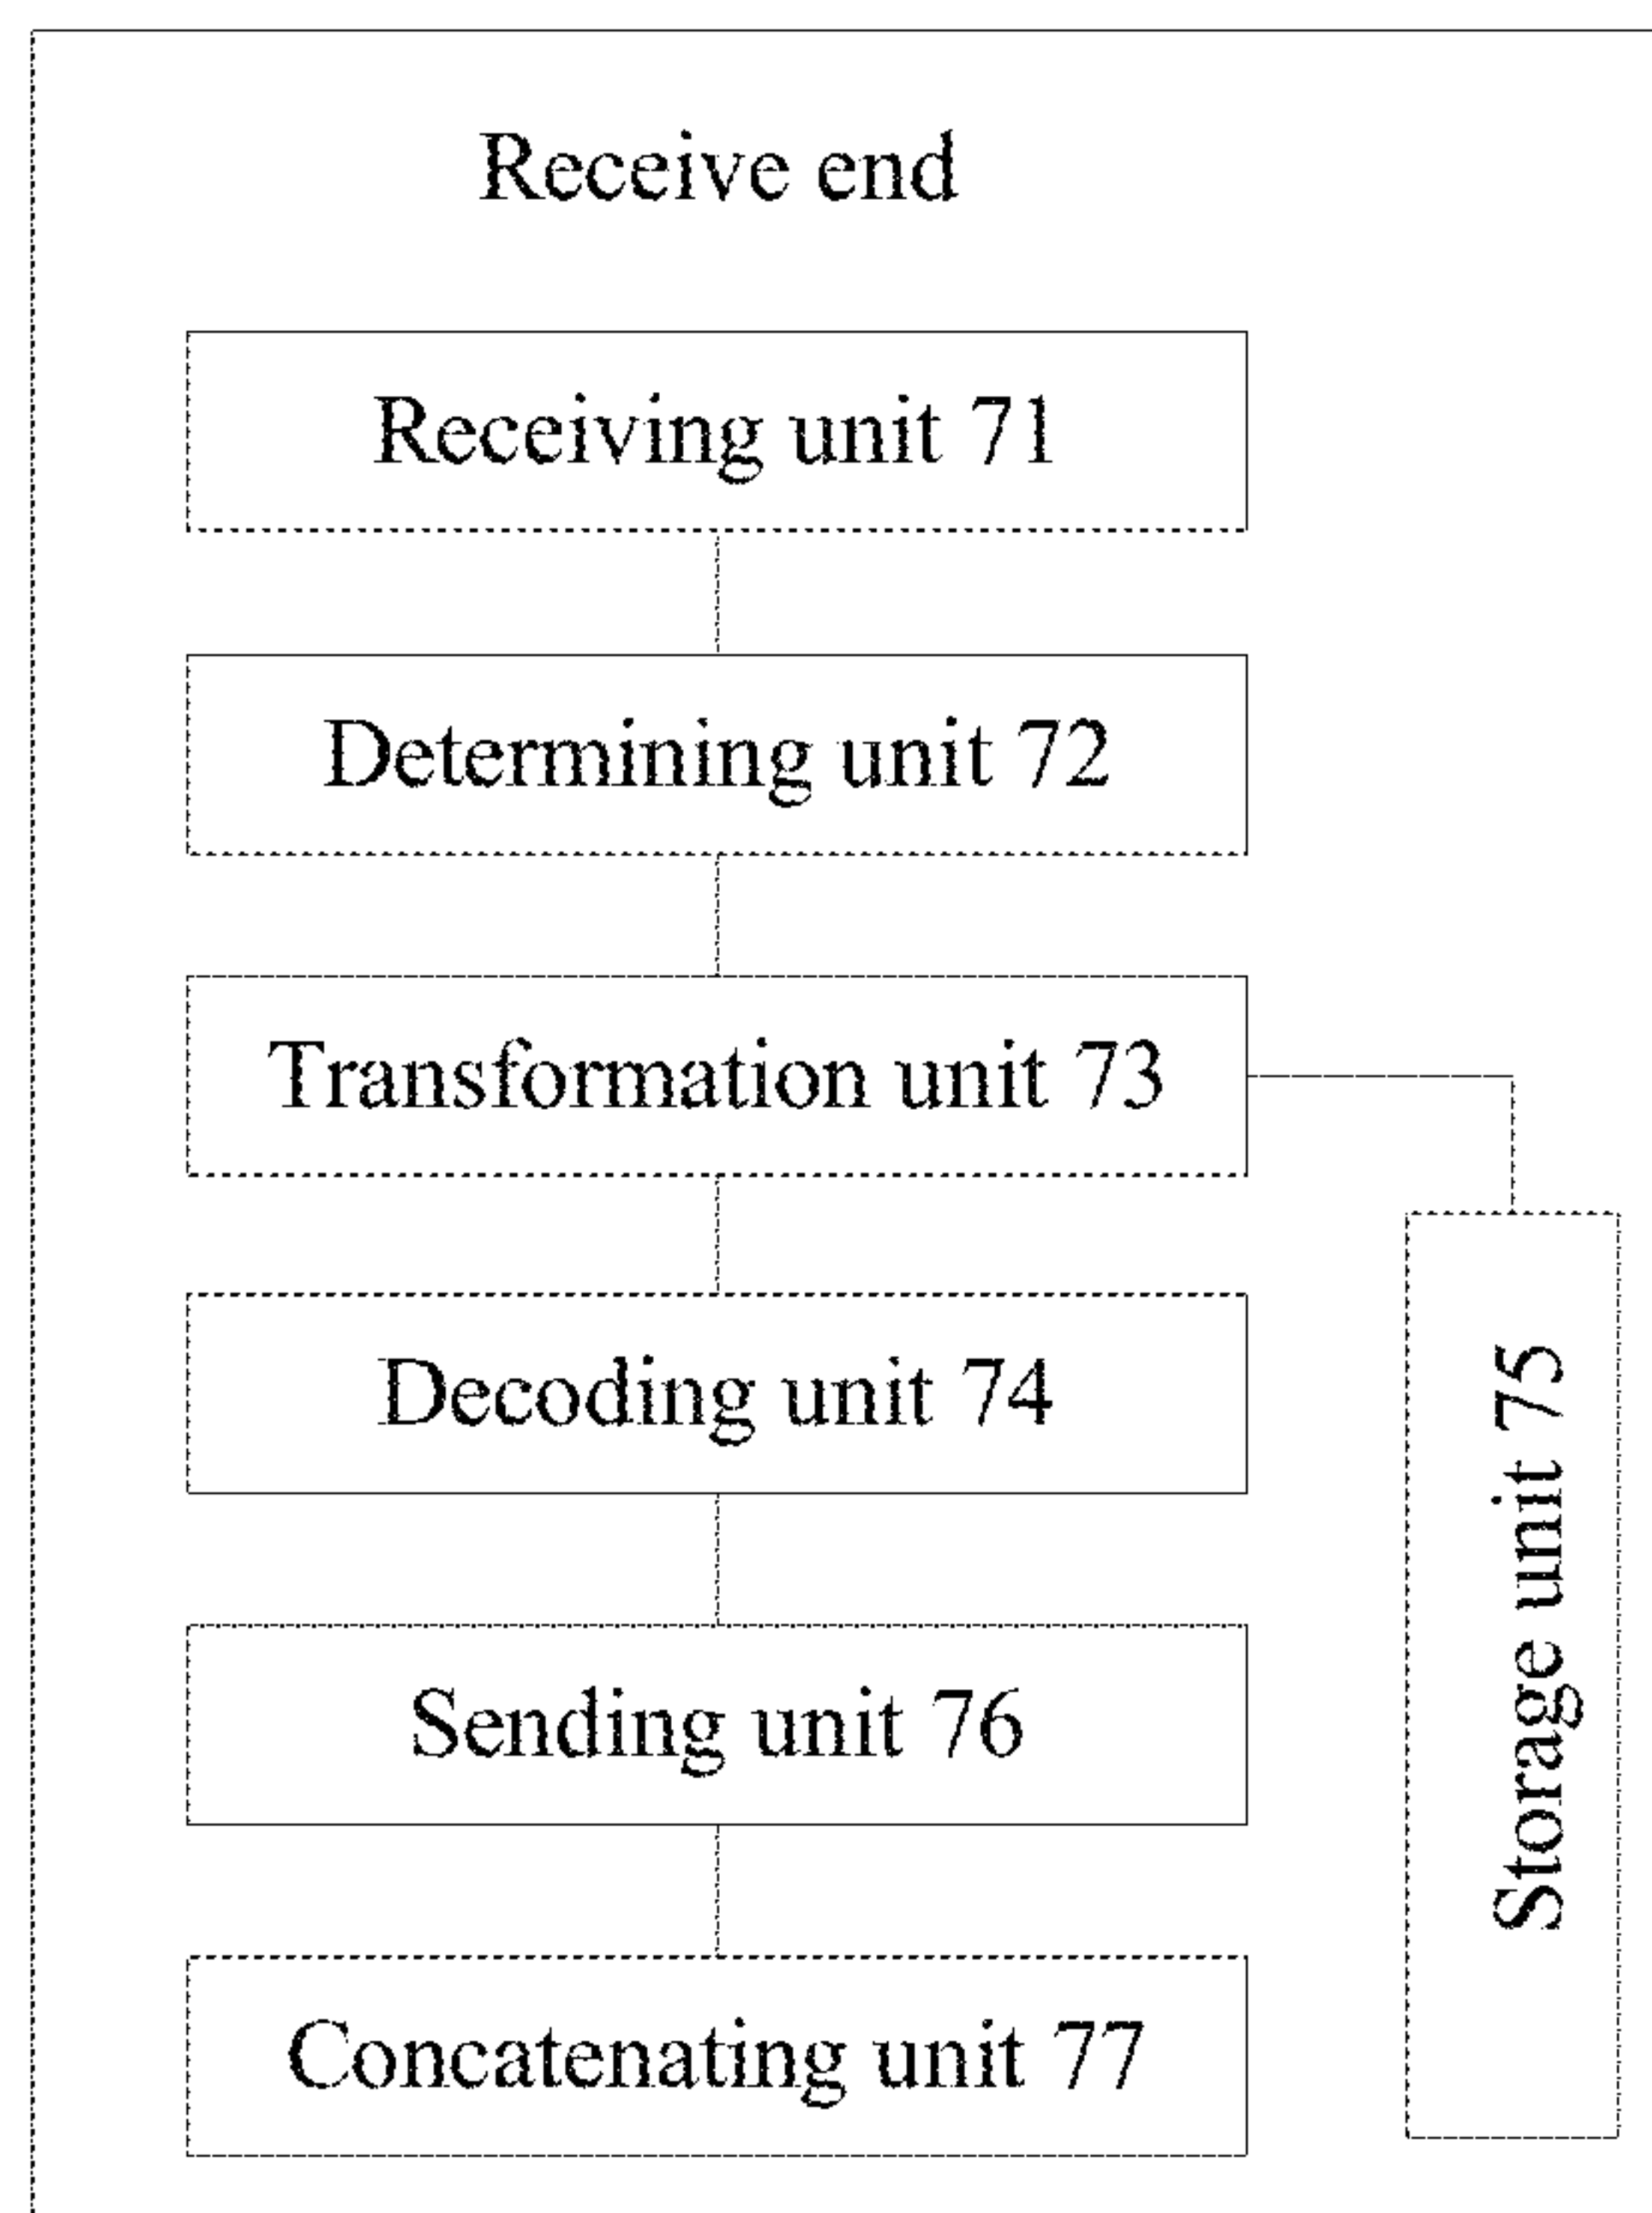 Receive end
Receiving unit 71
Determining unit 72
Transformation unit 73
Decoding unit 74
Storage unit 75
Sending unit 76
Concatenating unit 77